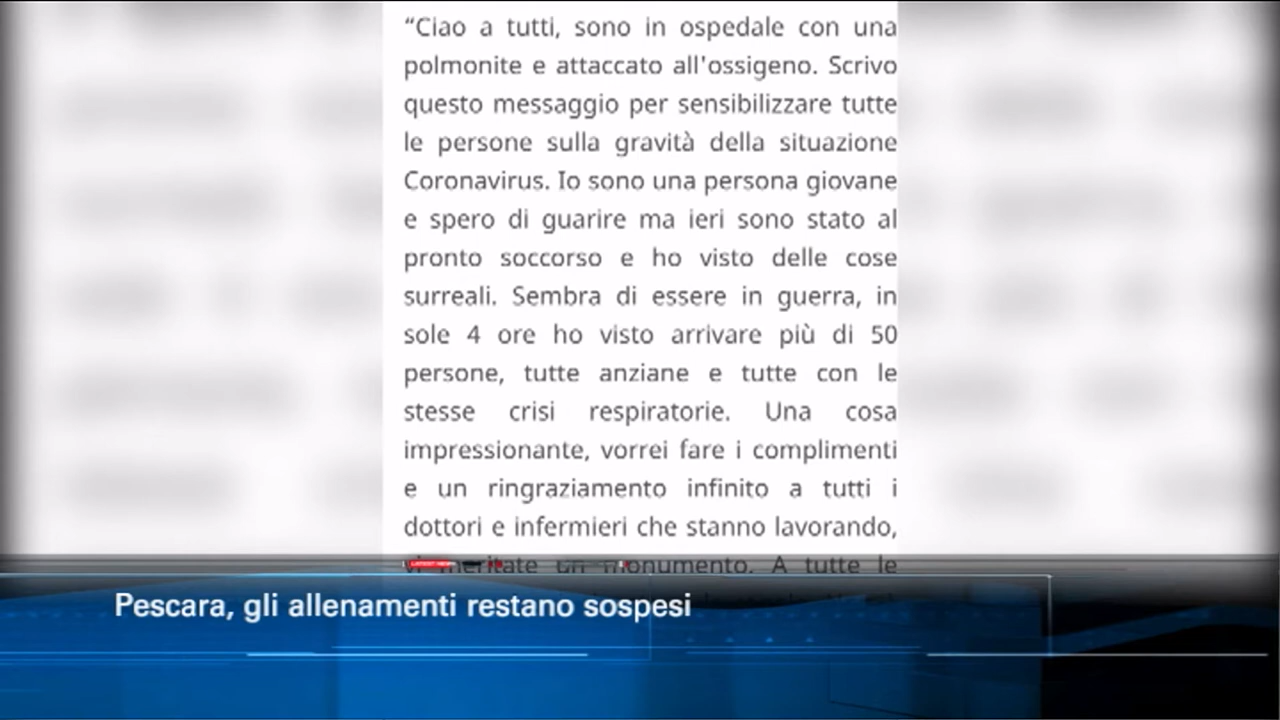 “Ciao a tutti, sono in ospedale con una
polmonite e attaccato all'ossigeno. Scrivo
questo messaggio per sensibilizzare tutte
le persone sulla gravità della situazione
Coronavirus. Io sono una persona giovane
e spero di guarire ma ieri sono stato al
pronto soccorso e ho visto delle cose
surreali. Sembra di essere in guerra, in
sole 4 ore ho visto arrivare più di 50
persone, tutte anziane e tutte con le
stesse crisi respiratorie. Una cosa
impressionante, vorrei fare i complimenti
e un ringraziamento infinito a tutti i
dottori e infermieri che stanno lavorando,
vi meritate un monumento. A tutte le
Pescara, gli allenamenti restano sospesi